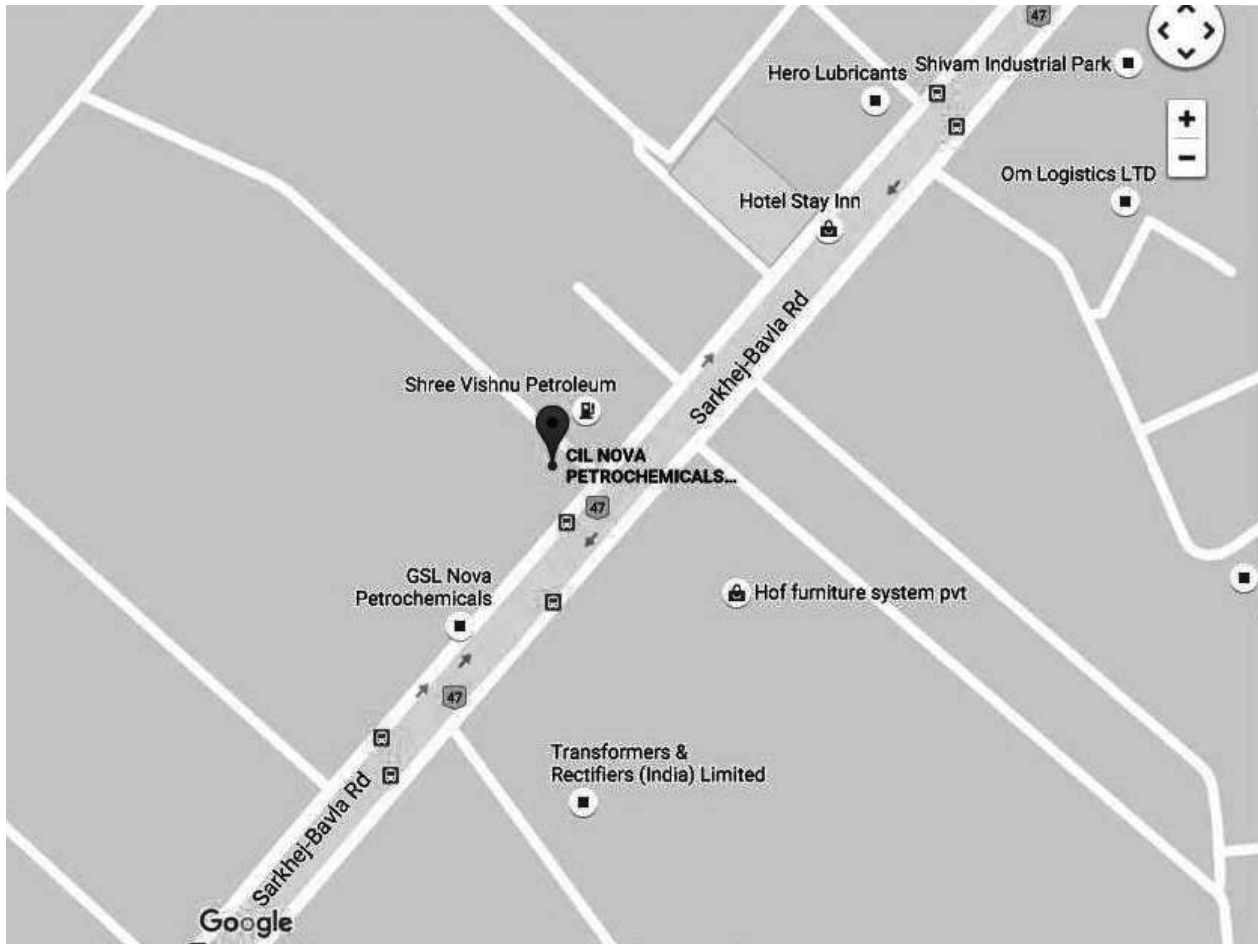 47
Shivam Industrial Park
Hero Lubricants
+
−
Om Logistics LTD
Hotel Stay Inn
Sarkhej-Bavla Rd
Shree Vishnu Petroleum
CIL NOVA
PETROCHEMICALS...
47
GSL Nova
Petrochemicals
Hof furniture system pvt
47
Transformers &
Rectifiers (India) Limited
Sarkhej-Bavla Rd
Google